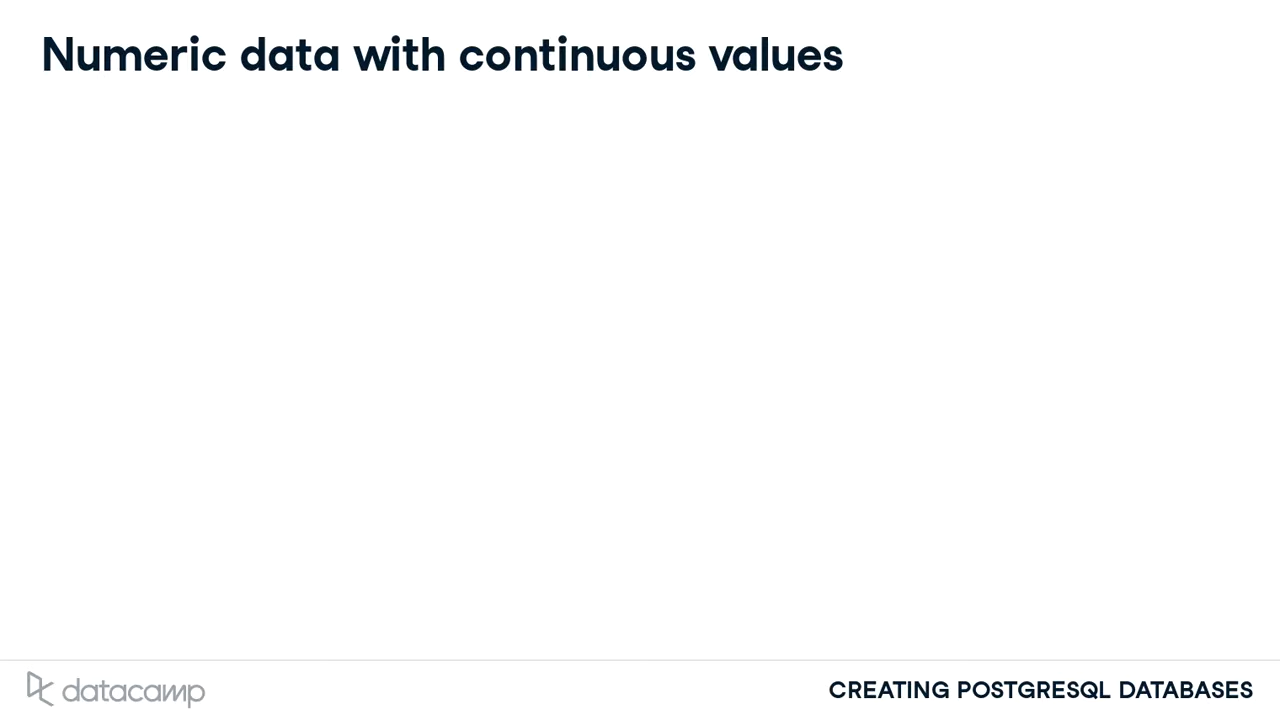 Numeric data with continuous values
datacamp
CREATING POSTGRESQL DATABASES